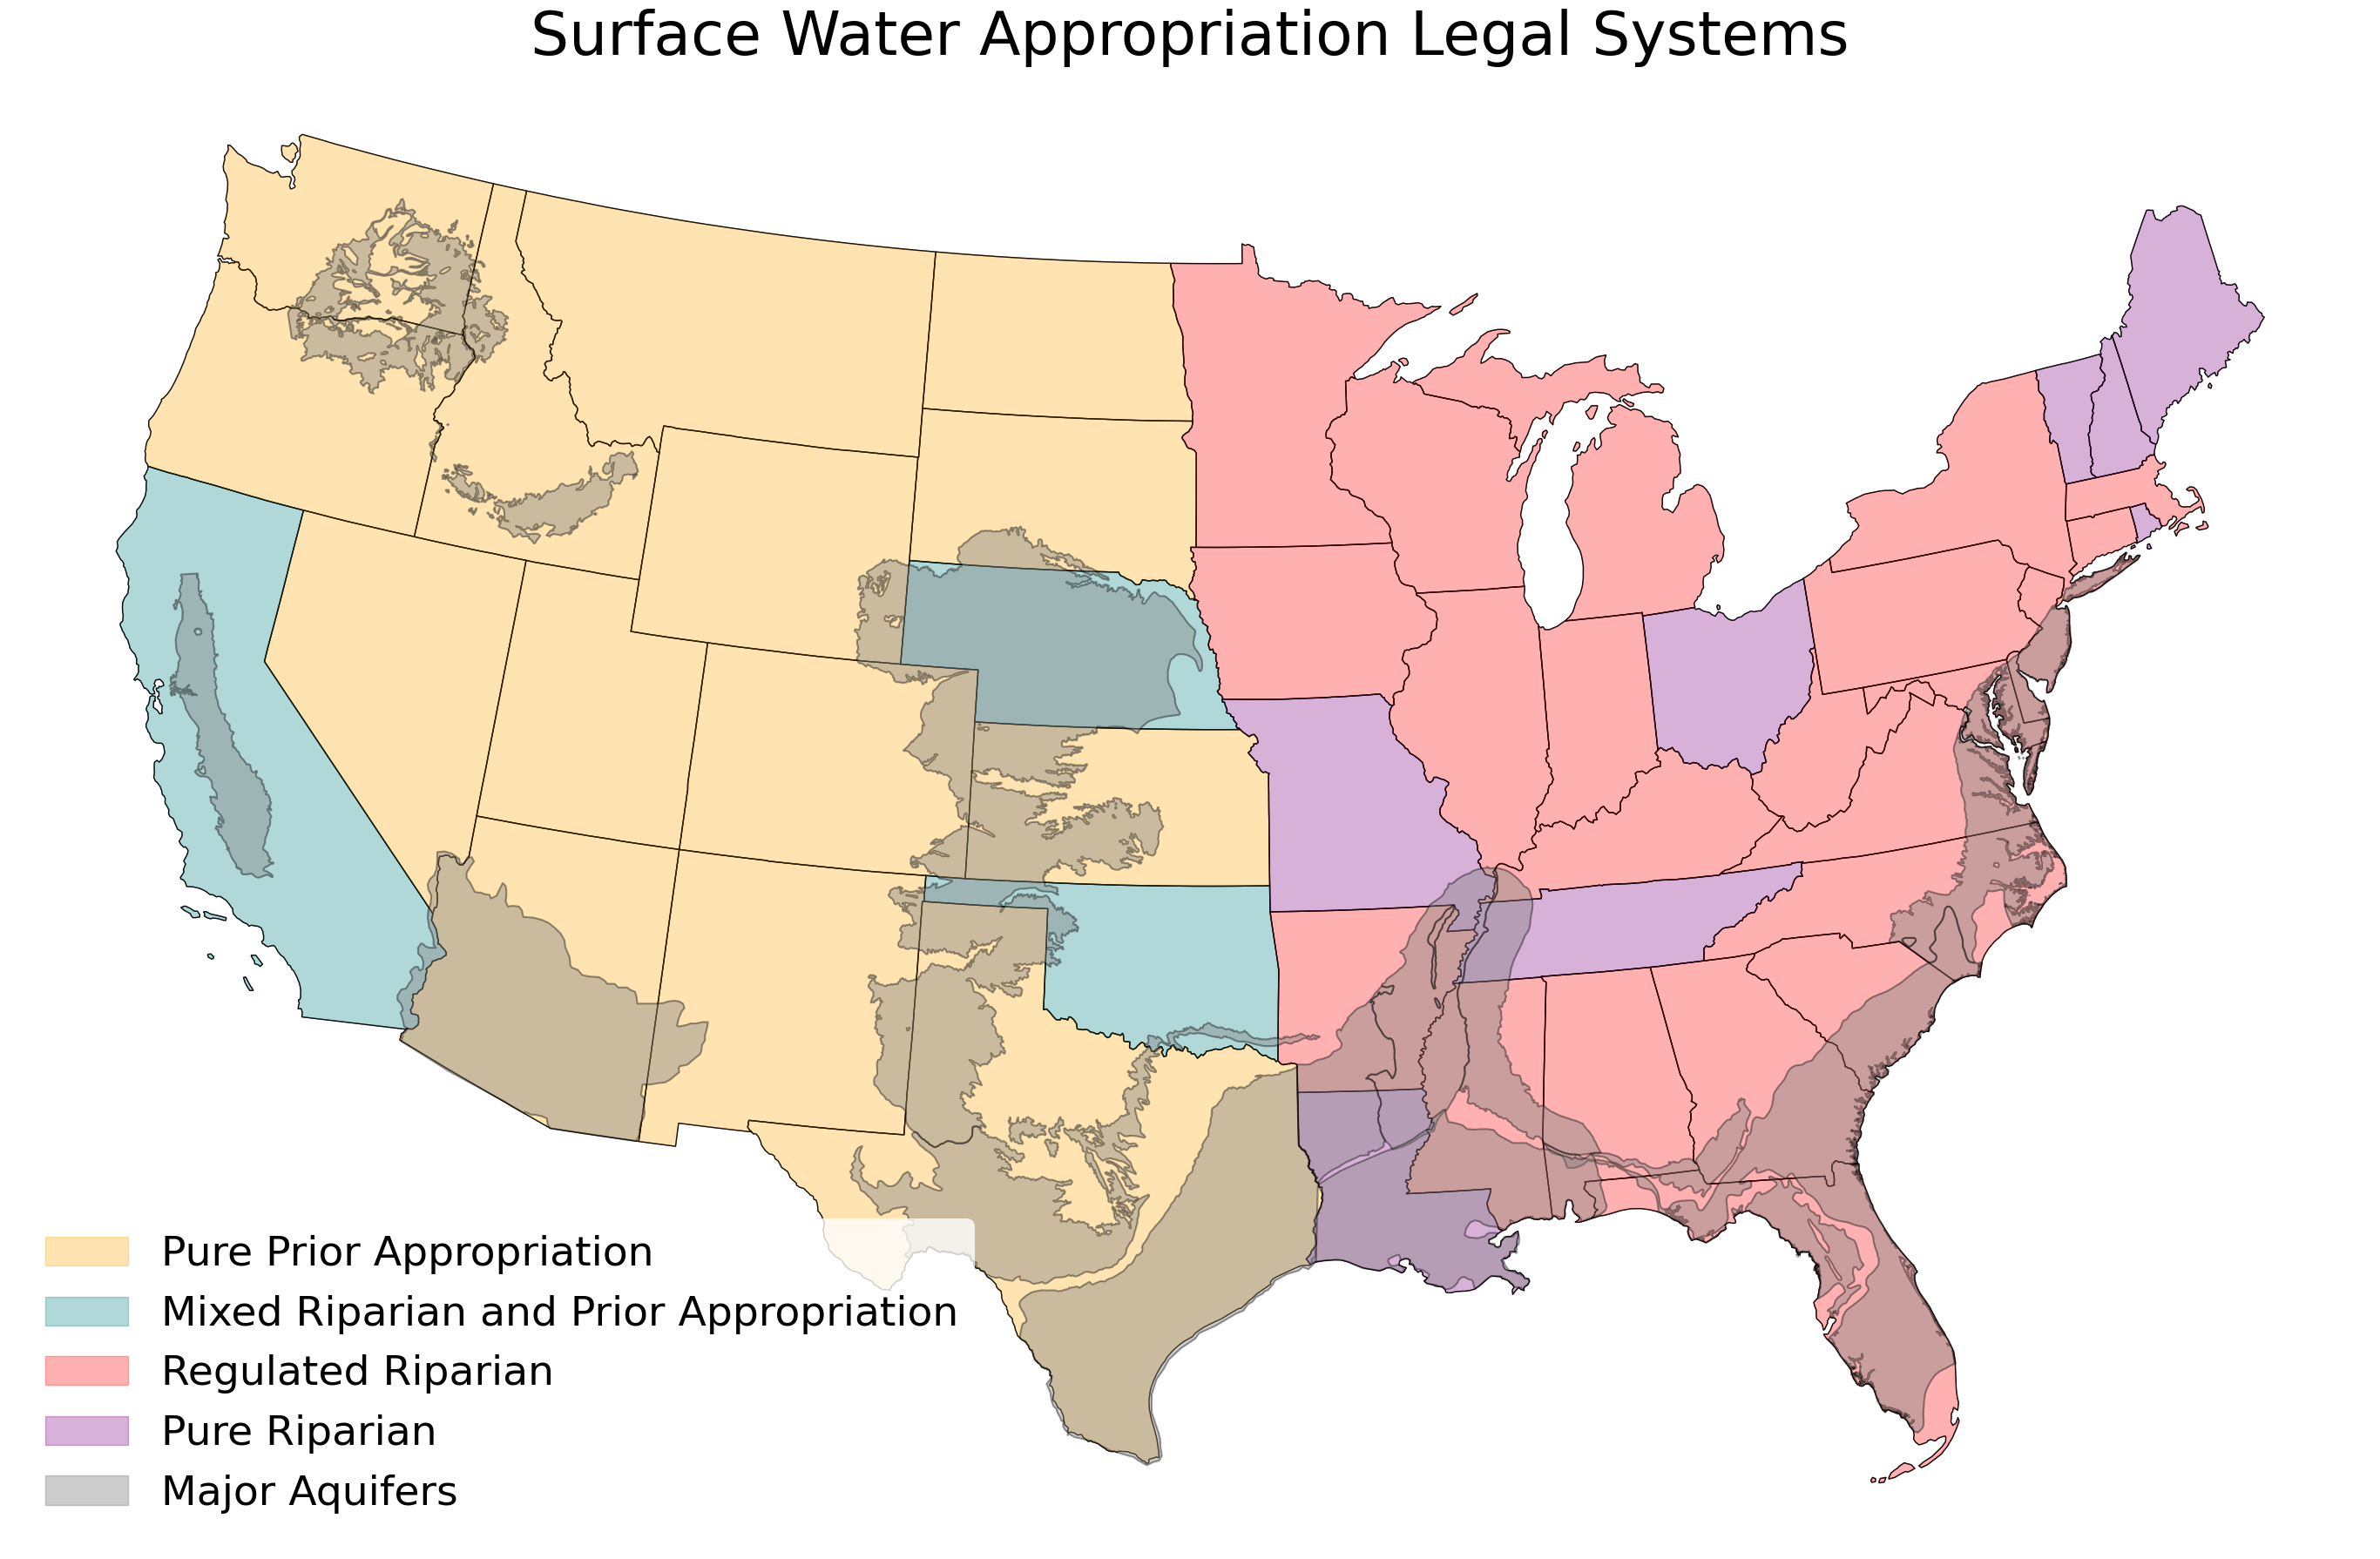 Surface Water Appropriation Legal Systems
Pure Prior Appropriation
Mixed Riparian and Prior Appropriation
Regulated Riparian
Pure Riparian
Major Aquifers